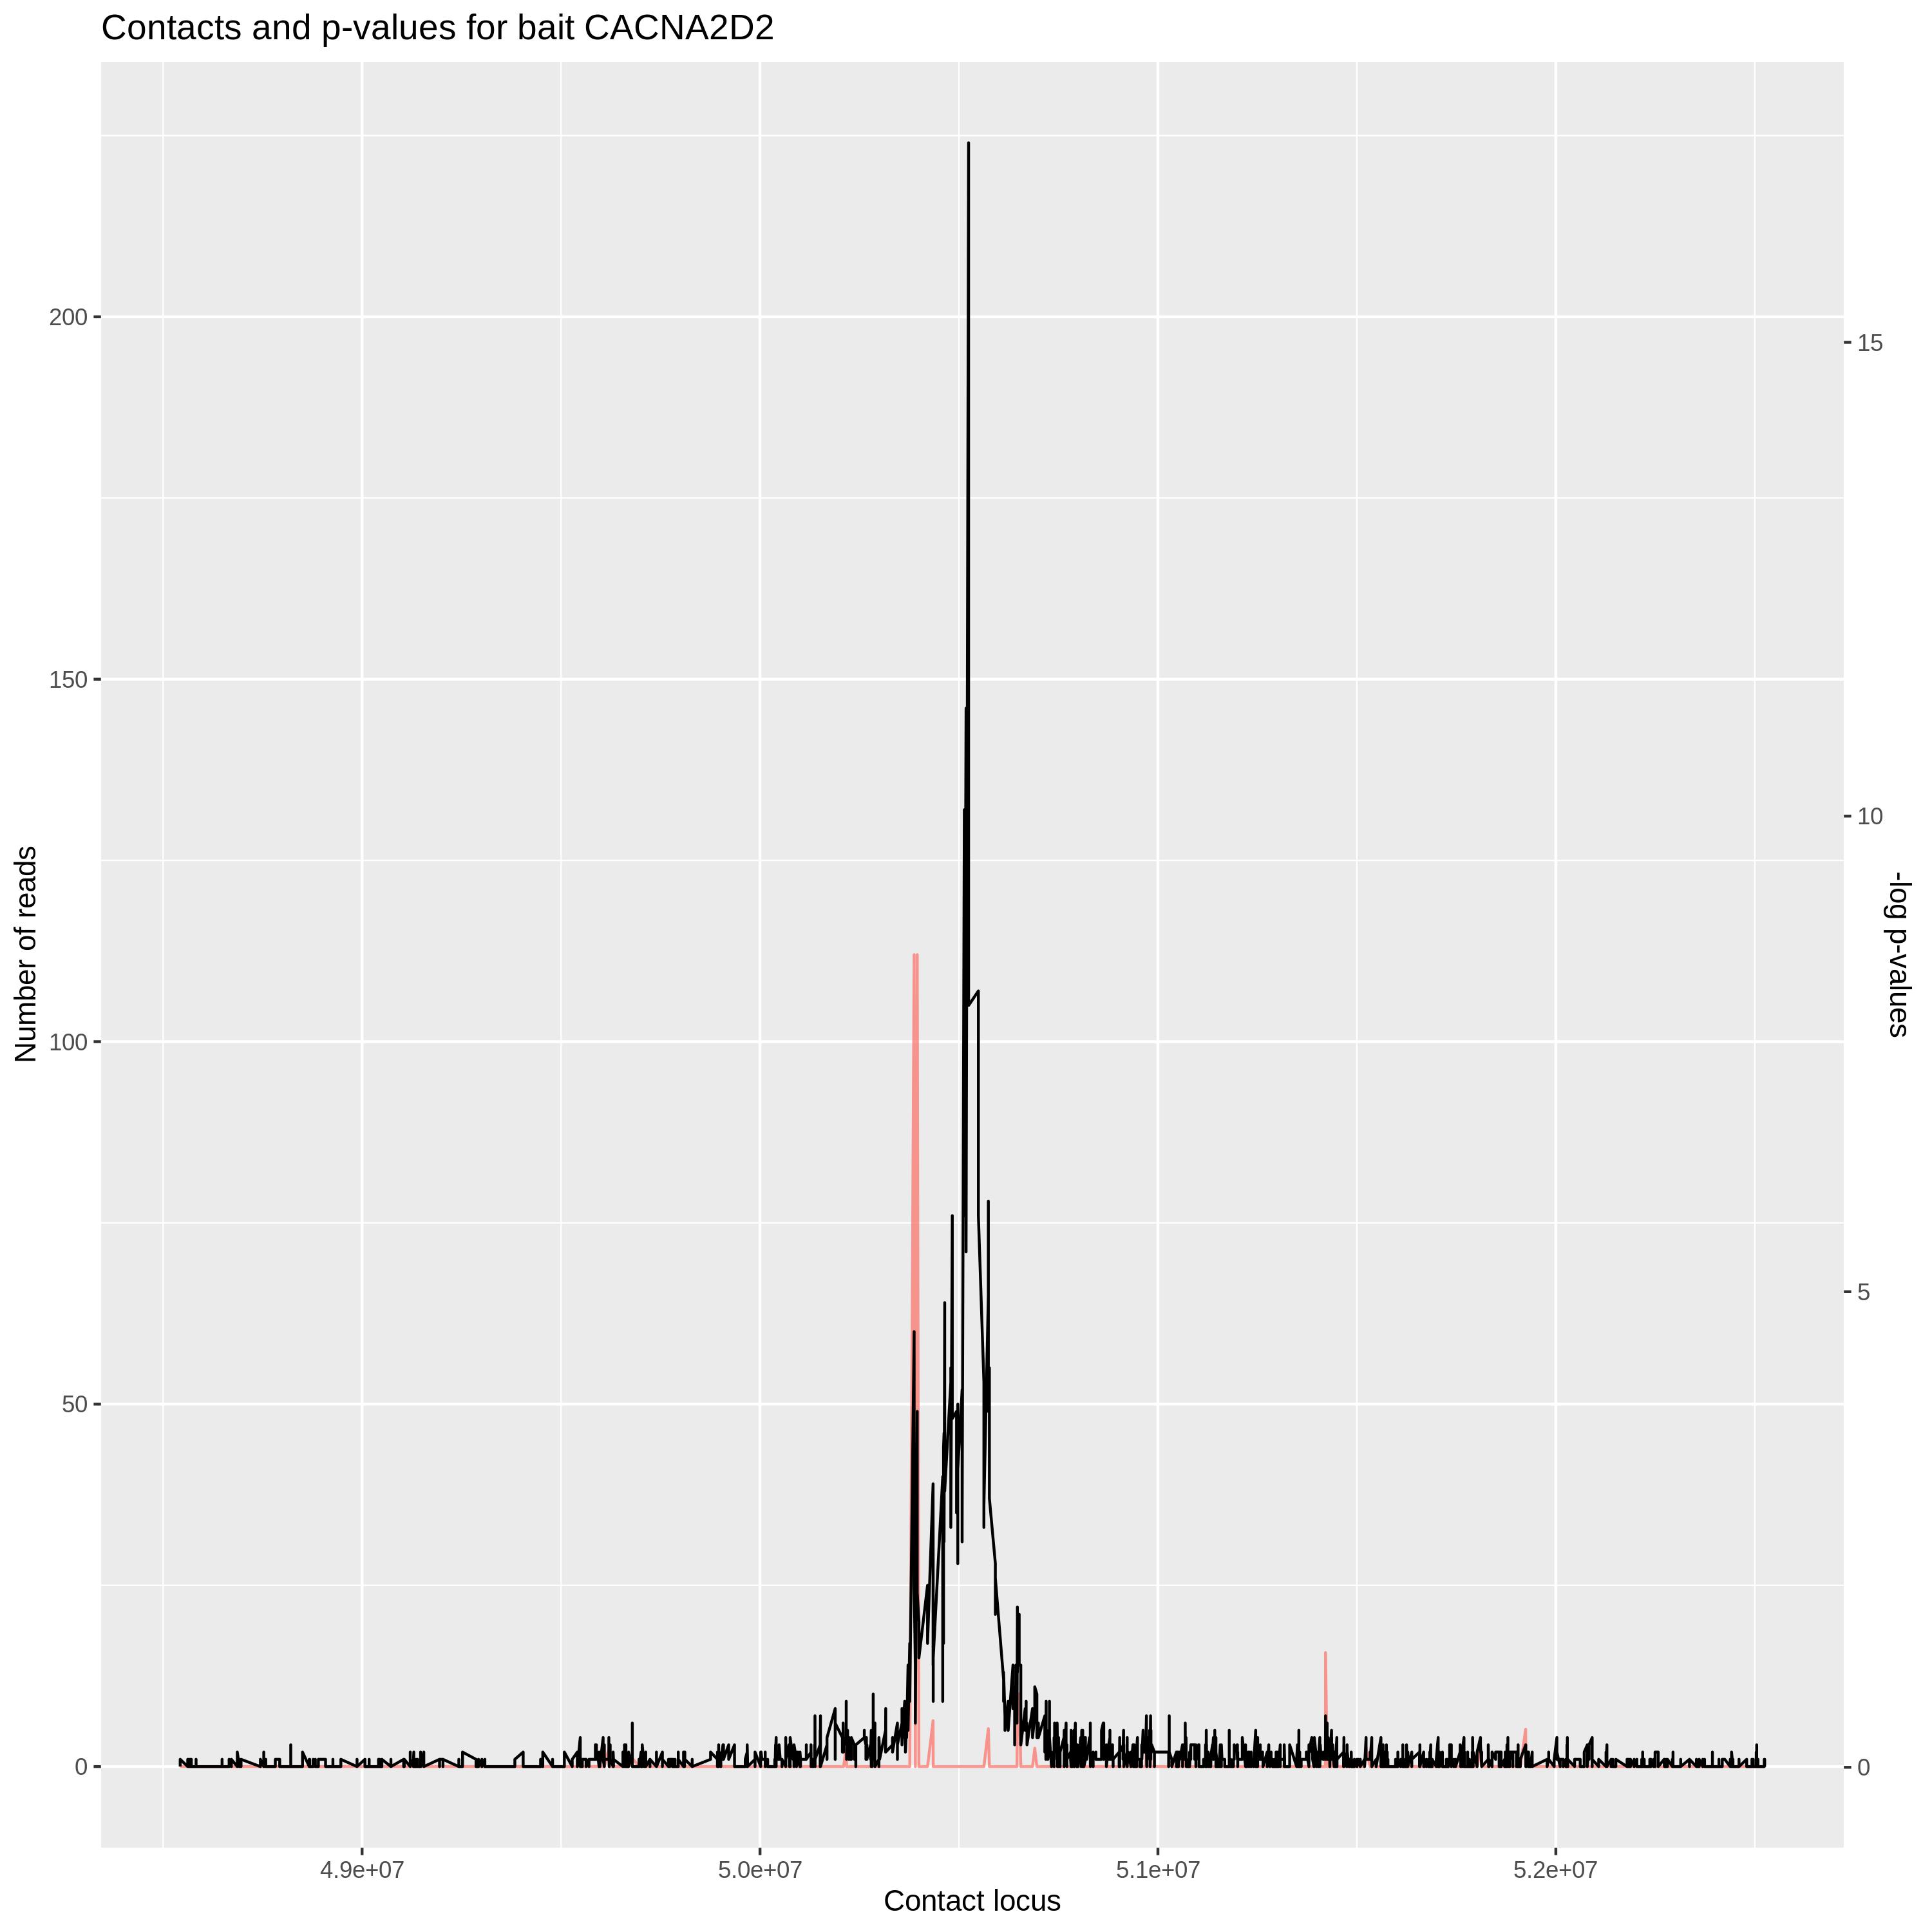 Contacts and p-values for bait CACNA2D2
Number of reads
200
150
100
50
0
15
10
5
0
-log p-values
4.9e+07
5.0e+07
5.1e+07
5.2e+07
Contact locus